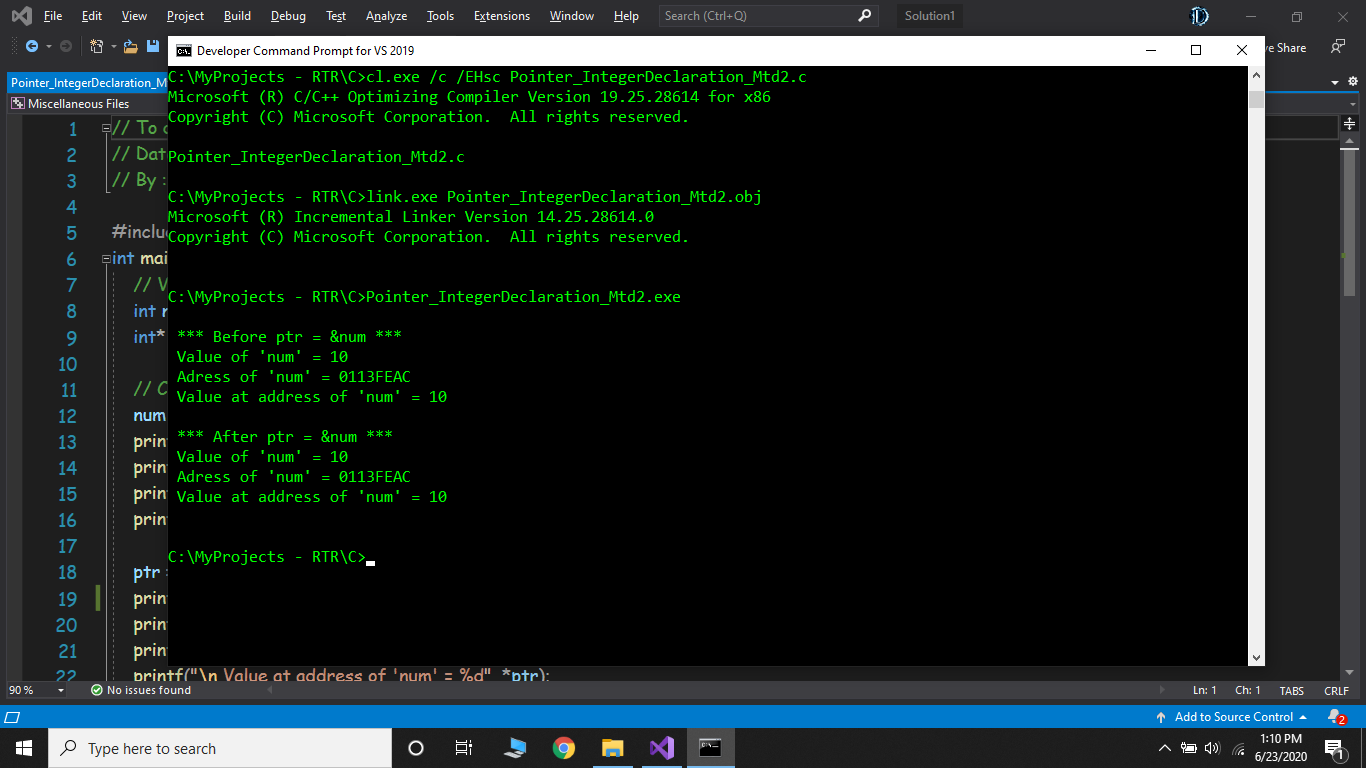 File Edit View Project Build Debug Test Analyze Tools Extensions Window Help Search (Ctrl+Q) Solution1
Developer Command Prompt for VS 2019
ve Share
Pointer_IntegerDeclaration_M
Miscellaneous Files
C:\MyProjects - RTR\C>cl.exe /c /EHsc Pointer_IntegerDeclaration_Mtd2.c
Microsoft (R) C/C++ Optimizing Compiler Version 19.25.28614 for x86
Copyright (C) Microsoft Corporation.  All rights reserved.
Pointer_IntegerDeclaration_Mtd2.c
C:\MyProjects - RTR\C>link.exe Pointer_IntegerDeclaration_Mtd2.obj
Microsoft (R) Incremental Linker Version 14.25.28614.0
Copyright (C) Microsoft Corporation.  All rights reserved.
C:\MyProjects - RTR\C>Pointer_IntegerDeclaration_Mtd2.exe
*** Before ptr = &num ***
Value of 'num' = 10
Adress of 'num' = 0113FEAC
Value at address of 'num' = 10
*** After ptr = &num ***
Value of 'num' = 10
Adress of 'num' = 0113FEAC
Value at address of 'num' = 10
C:\MyProjects - RTR\C>
1 // To
2 // Dat
3 // By :
4
5 #includ
6 int mai
7 // V
8 int
9 int*
10
11 // C
12 num
13 prin
14 prin
15 prin
16 prin
17
18 ptr
19 prin
20 prin
21 prin
22 printf("\n Value at address of 'num' = %d" *ptr);
90 % No issues found Ln: 1 Ch: 1 TABS CRLF
Add to Source Control 2
Type here to search
1:10 PM
6/23/2020
1